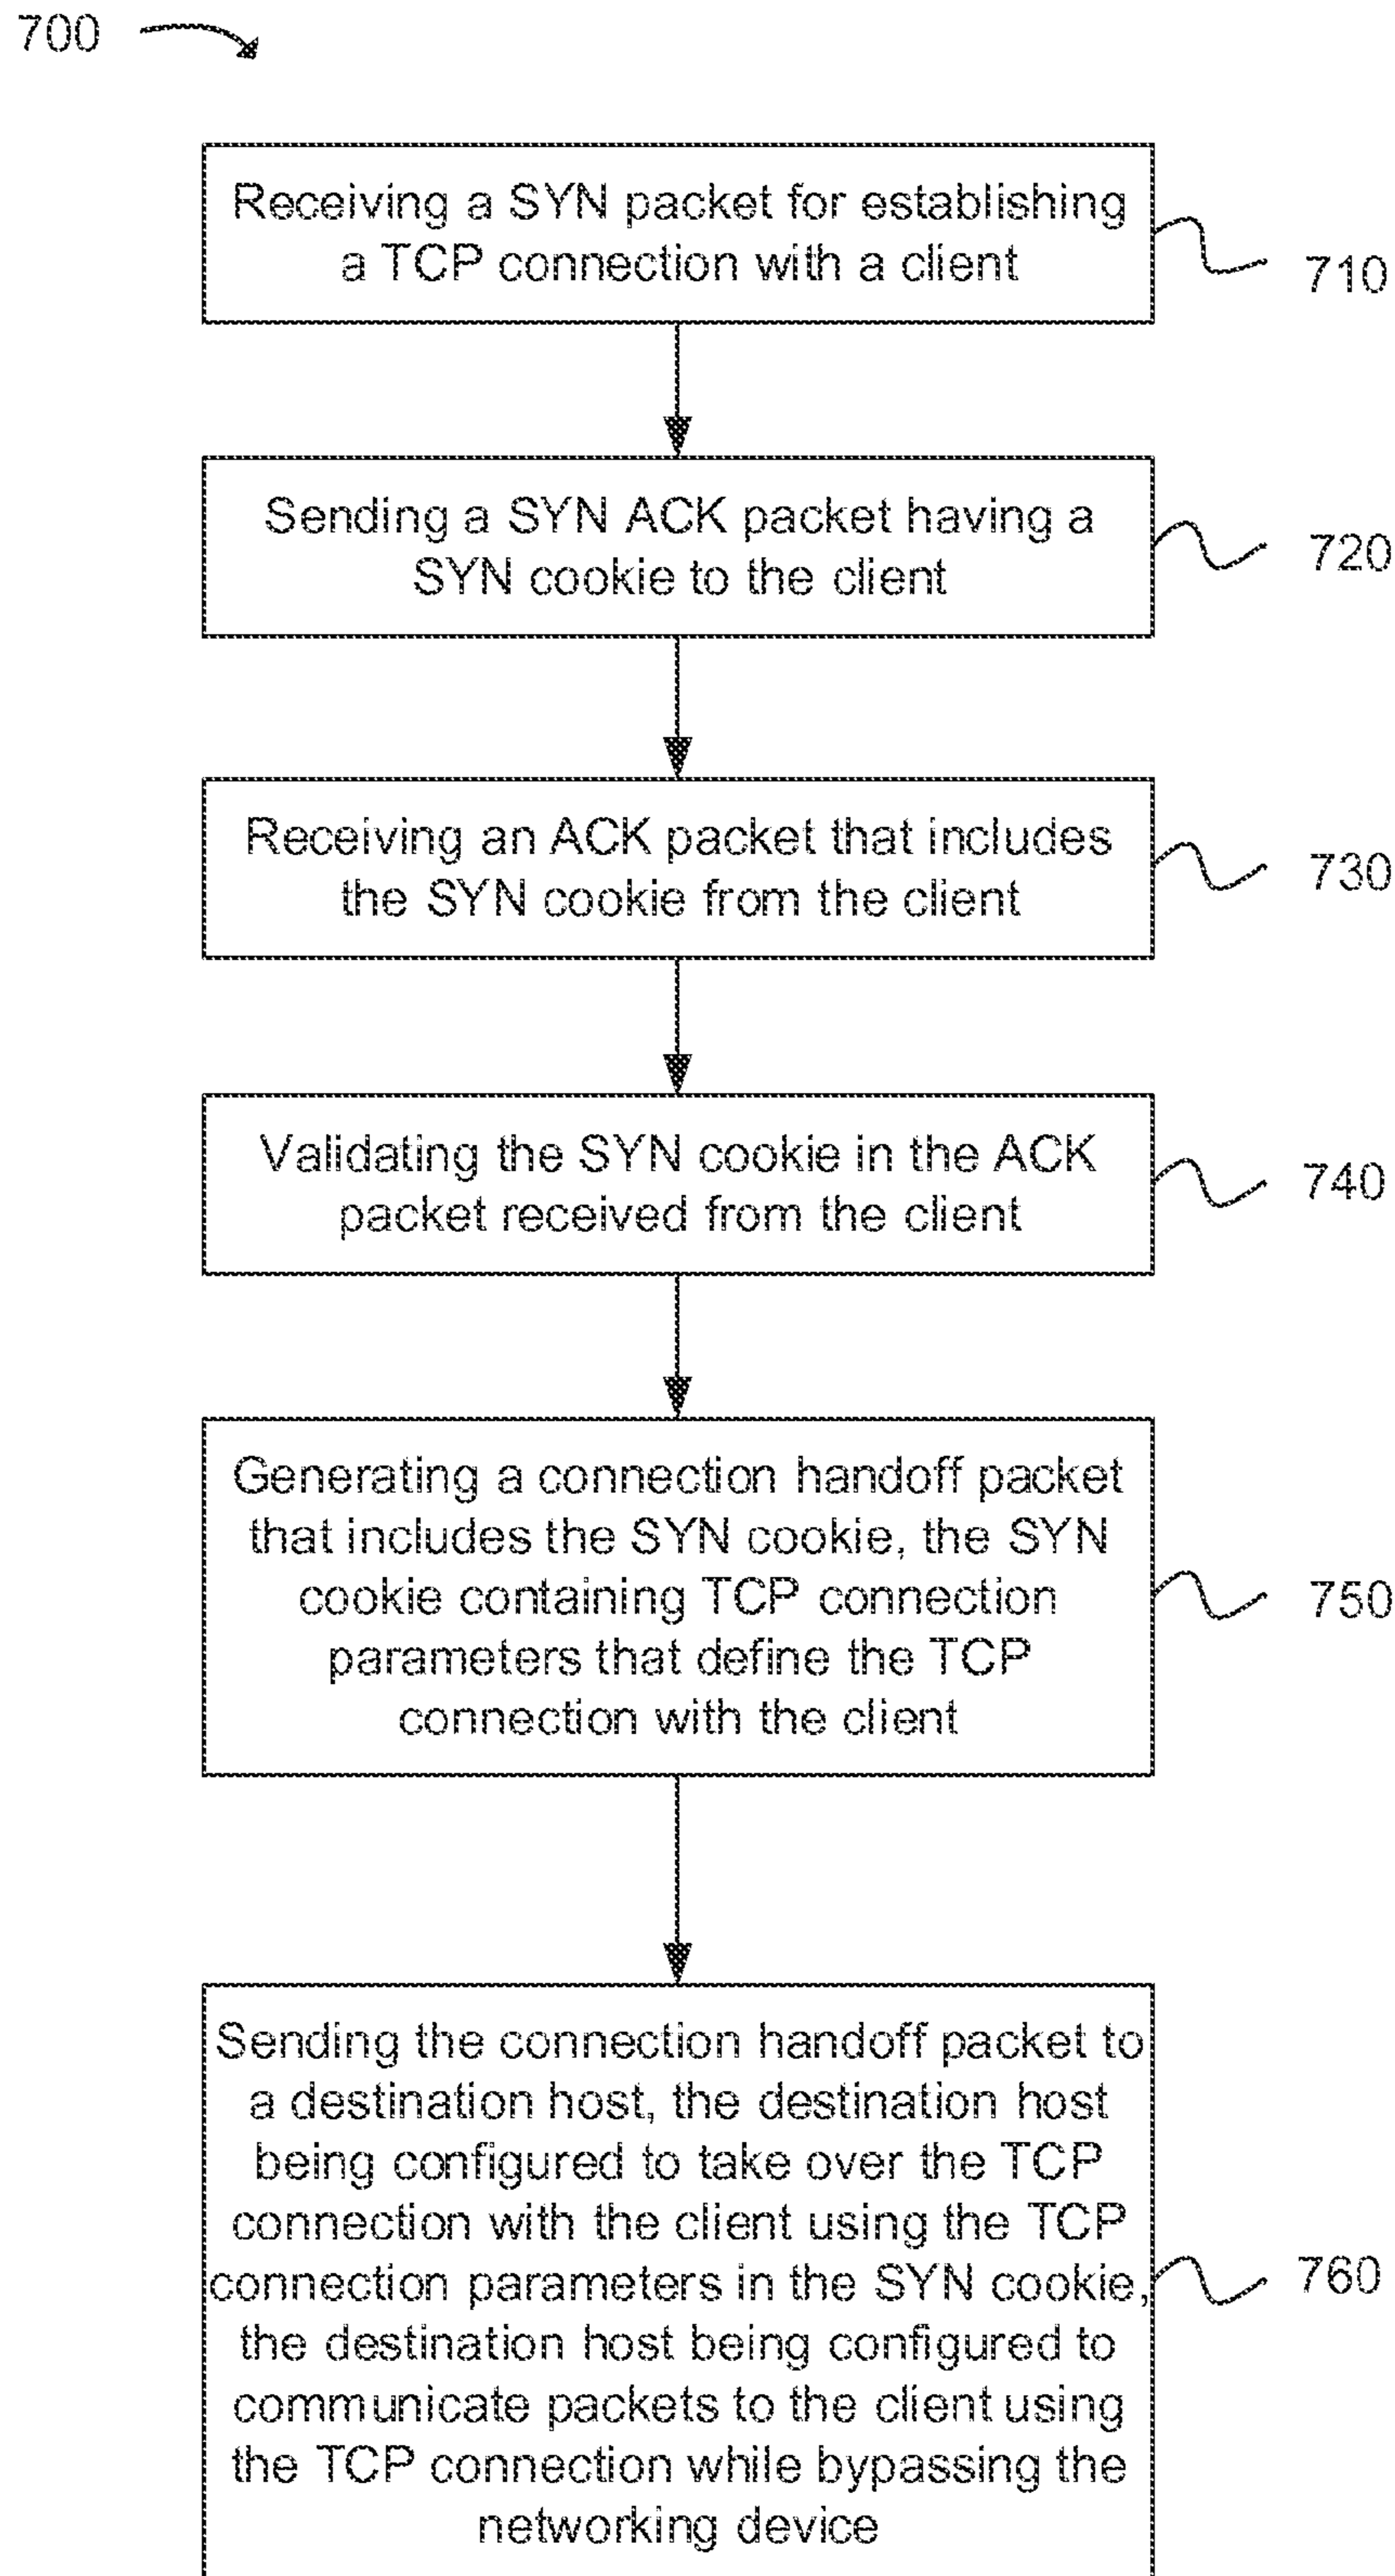 700
Receiving a SYN packet for establishing
a TCP connection with a client
710
Sending a SYN ACK packet having a
SYN cookie to the client
720
Receiving an ACK packet that includes
the SYN cookie from the client
730
Validating the SYN cookie in the ACK
packet received from the client
740
Generating a connection handoff packet
that includes the SYN cookie, the SYN
cookie containing TCP connection
parameters that define the TCP
connection with the client
750
Sending the connection handoff packet to
a destination host, the destination host
being configured to take over the TCP
connection with the client using the TCP
connection parameters in the SYN cookie,
the destination host being configured to
communicate packets to the client using
the TCP connection while bypassing the
networking device
760